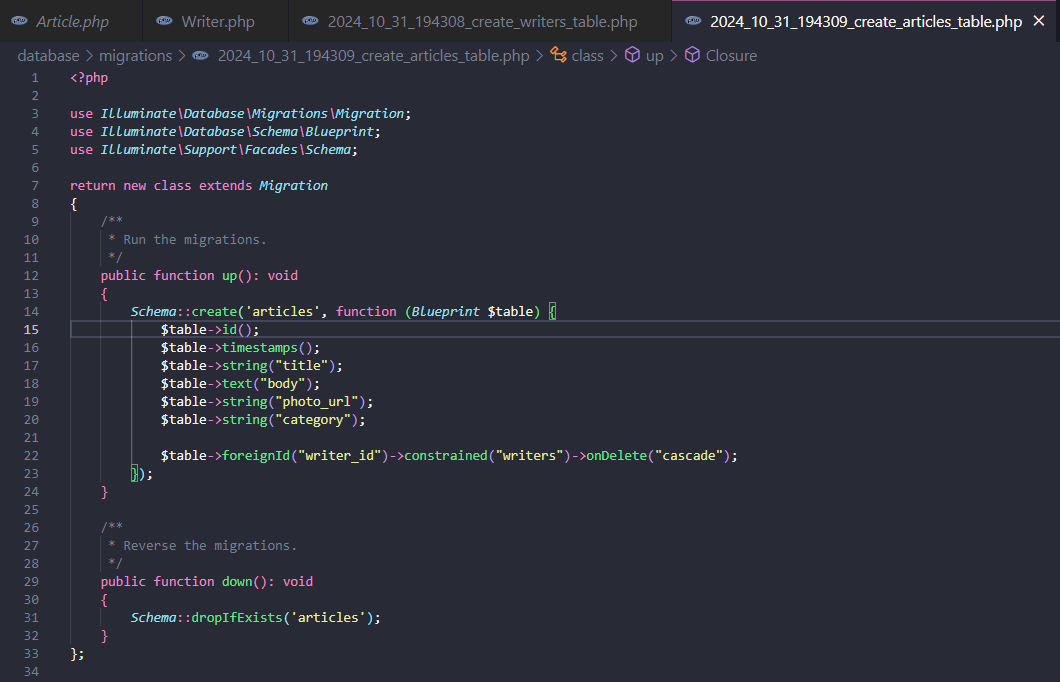 Article.php Writer.php 2024_10_31_194308_create_writers_table.php 2024_10_31_194309_create_articles_table.php ×
database > migrations > 2024_10_31_194309_create_articles_table.php > class > up > Closure
1 <?php
2
3 use Illuminate\Database\Migrations\Migration;
4 use Illuminate\Database\Schema\Blueprint;
5 use Illuminate\Support\Facades\Schema;
6
7 return new class extends Migration
8 {
9 /**
10 * Run the migrations.
11 */
12 public function up(): void
13 {
14 Schema::create('articles', function (Blueprint $table) {
15 $table->id();
16 $table->timestamps();
17 $table->string("title");
18 $table->text("body");
19 $table->string("photo_url");
20 $table->string("category");
21
22 $table->foreignId("writer_id")->constrained("writers")->onDelete("cascade");
23 });
24 }
25
26 /**
27 * Reverse the migrations.
28 */
29 public function down(): void
30 {
31 Schema::dropIfExists('articles');
32 }
33 };
34